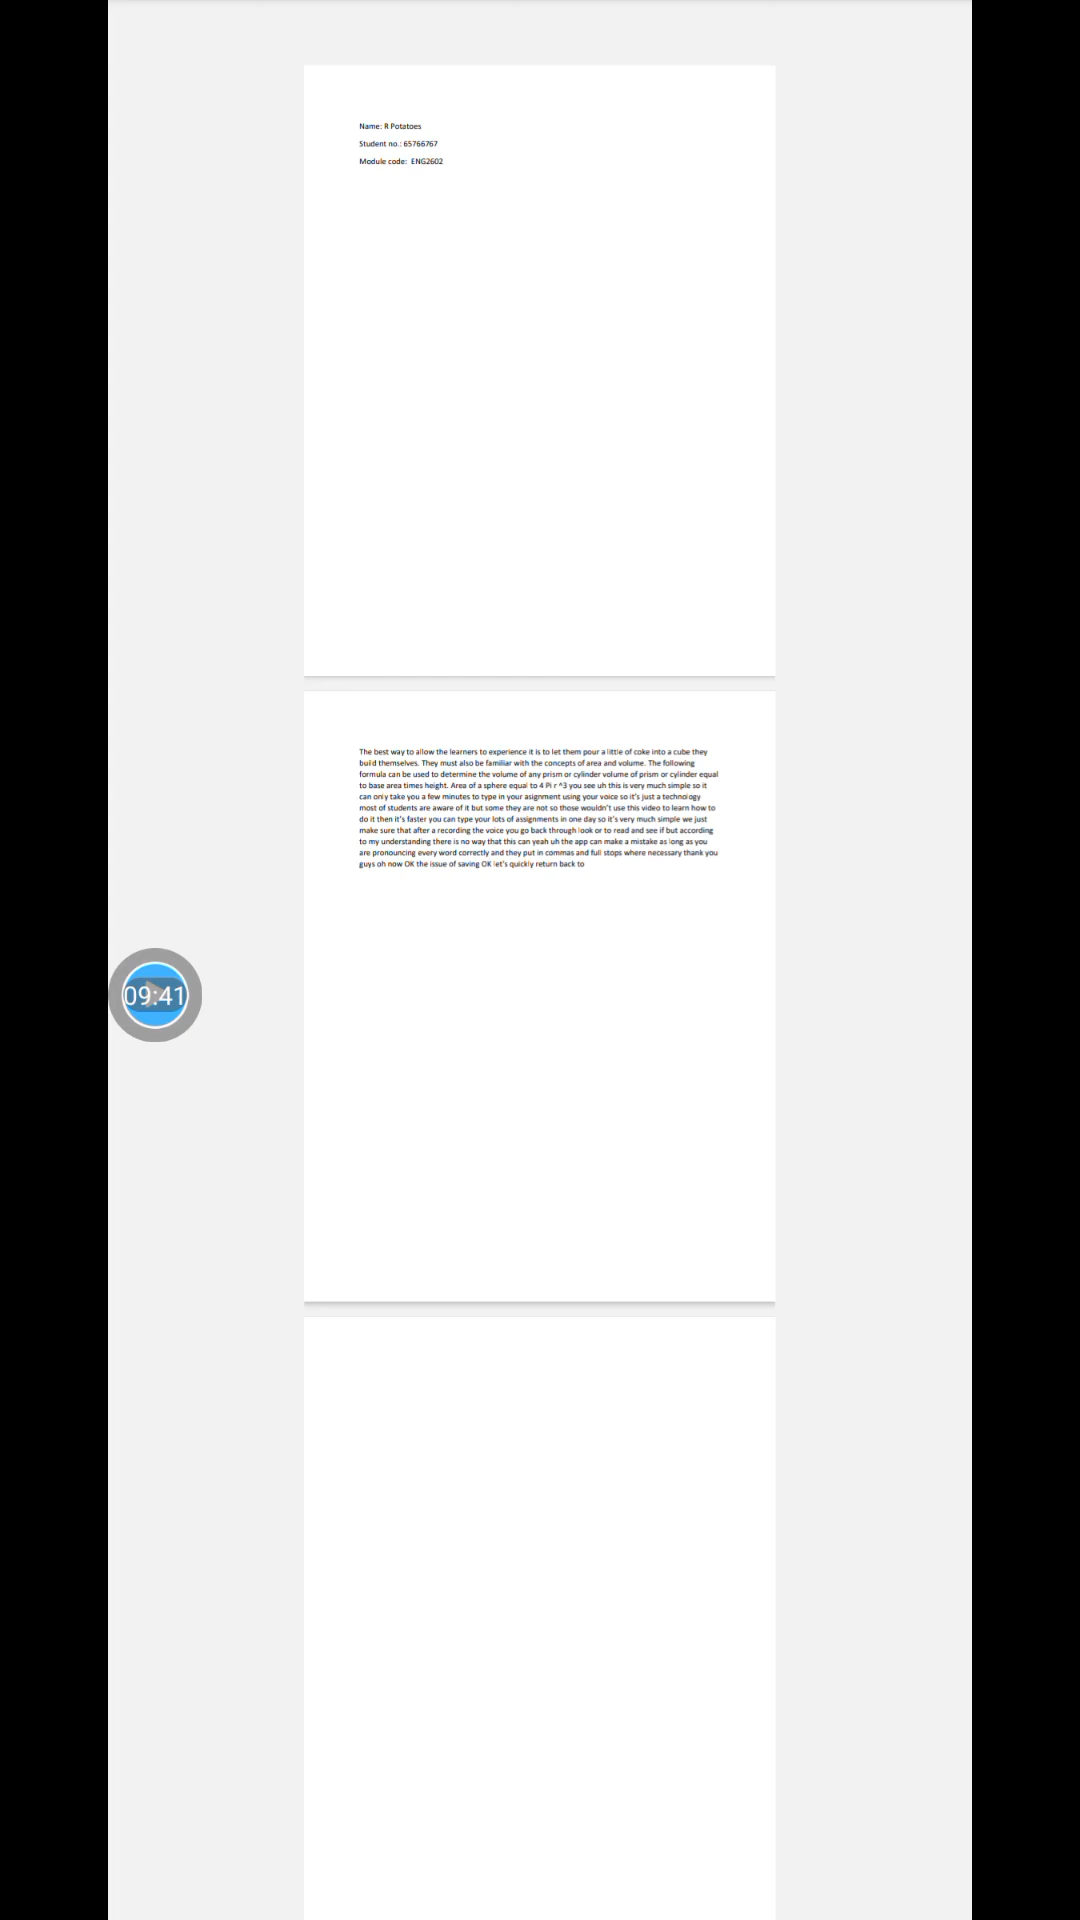 Name: R Potatoes
Student no.: 65766767
Module code: ENG2602
The best way to allow the learners to experience it is to let them pour a little of coke into a cube they
build themselves. They must also be familiar with the concepts of area and volume. The following
formula can be used to determine the volume of any prism or cylinder volume of prism or cylinder equal
to base area times height. Area of a sphere equal to 4 Pi r ^3 you see uh this is very much simple so it
can only take you a few minutes to type in your asignment using your voice so it's just a technology
most of students are aware of it but some they are not so those wouldn't use this video to learn how to
do it then it's faster you can type your lots of assignments in one day so it's very much simple we just
make sure that after a recording the voice you go back through look or to read and see if but according
to my understanding there is no way that this can yeah uh the app can make a mistake as long as you
are pronouncing every word correctly and they put in commas and full stops where necessary thank you
guys oh now OK the issue of saving OK let's quickly return back to
09:41